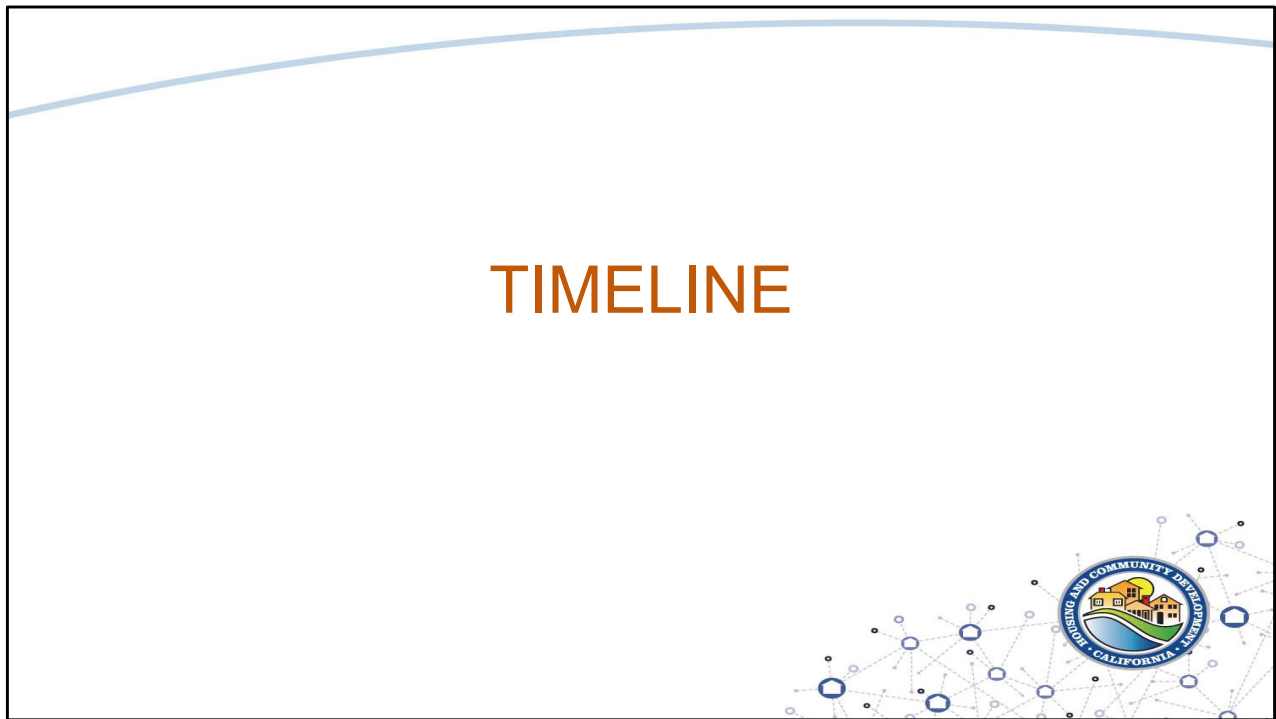 TIMELINE
HOUSING AND COMMUNITY DEVELOPMENT
• CALIFORNIA •